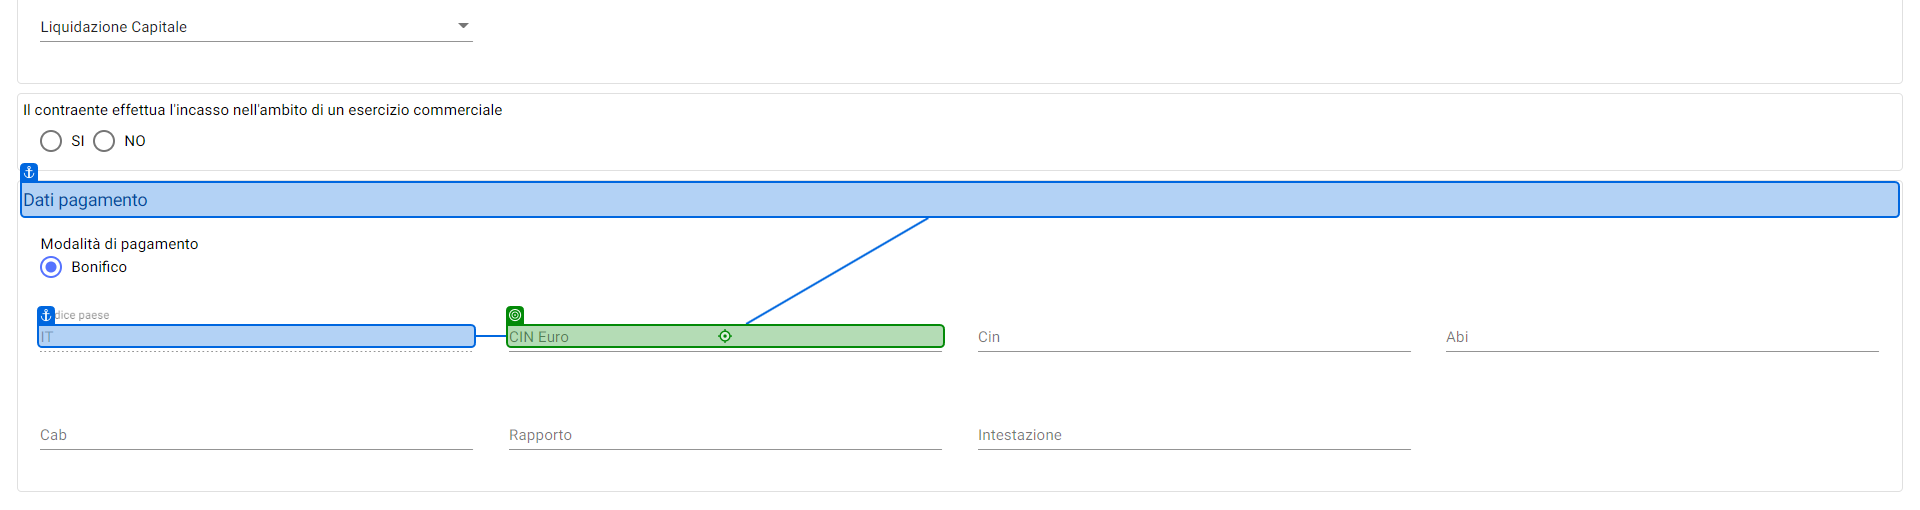 Liquidazione Capitale
Il contraente effettua l'incasso nell'ambito di un esercizio commerciale
SI NO
Dati pagamento
Modalità di pagamento
Bonifico
dice paese
IT CIN Euro Cin Abi
Cab Rapporto Intestazione